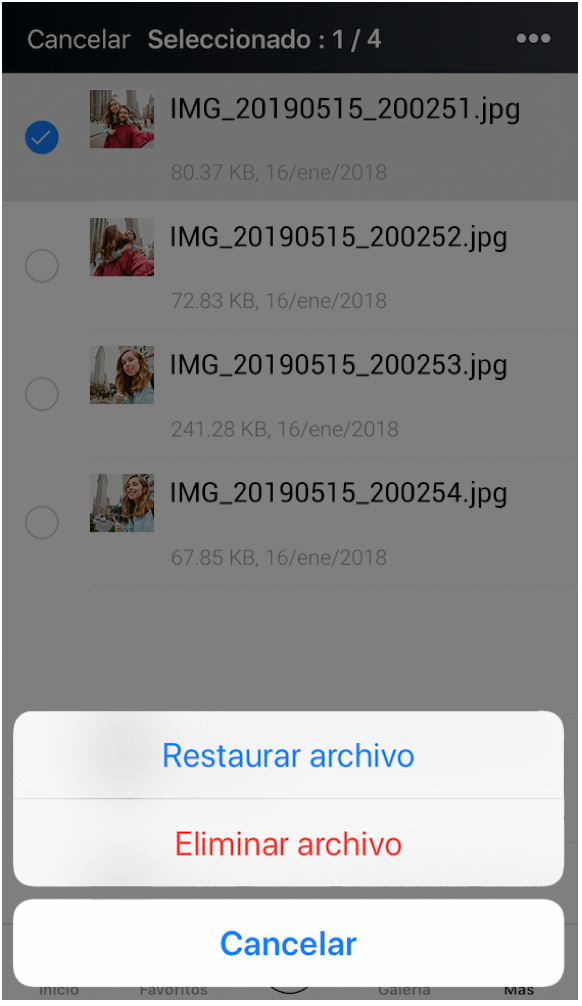 Cancelar Seleccionado : 1 / 4
IMG_20190515_200251.jpg
80.37 KB, 16/ene/2018
IMG_20190515_200252.jpg
72.83 KB, 16/ene/2018
IMG_20190515_200253.jpg
241.28 KB, 16/ene/2018
IMG_20190515_200254.jpg
67.85 KB, 16/ene/2018
Restaurar archivo
Eliminar archivo
Cancelar
Inicio Favoritos Galería Más